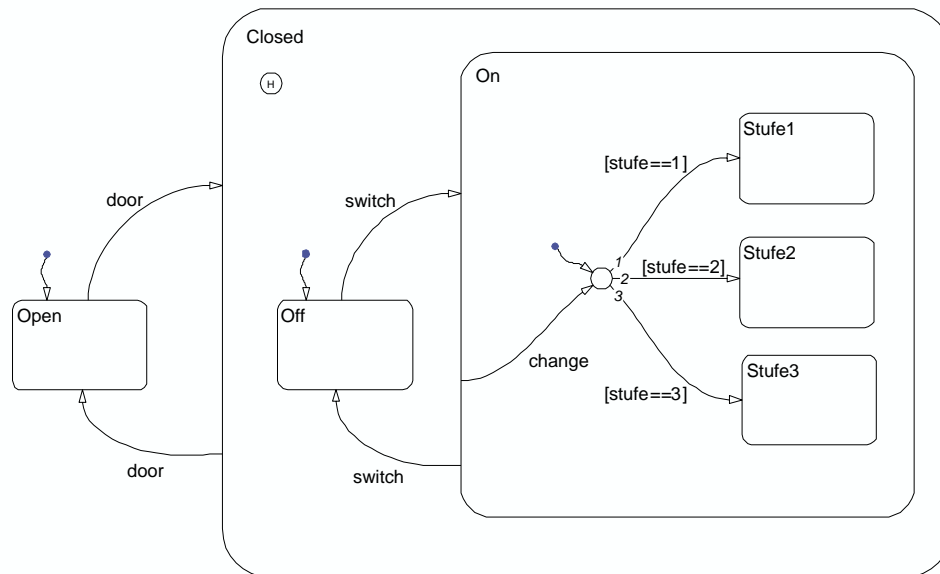 Closed
H
On
Stufe1
[stufe==1]
door
switch
1
Stufe2
[stufe==2]
2
3
Open
Off
change
Stufe3
[stufe==3]
door
switch